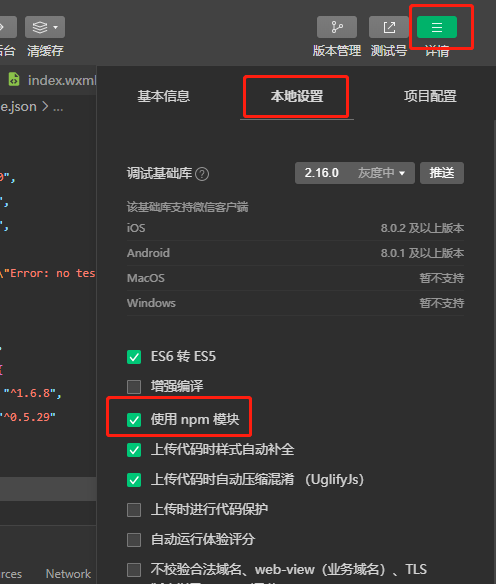 后台 清缓存 版本管理 测试号 详情
index.wxml
e.json > ...
基本信息 本地设置 项目配置
0",
",
",
\"Error: no tes
,
{
"^1.6.8",
"^0.5.29"
调试基础库 ? 2.16.0 灰度中 推送
该基础库支持微信客户端
iOS 8.0.2 及以上版本
Android 8.0.1 及以上版本
MacOS 暂不支持
Windows 暂不支持
ES6 转 ES5
增强编译
使用 npm 模块
上传代码时样式自动补全
上传代码时自动压缩混淆 （UglifyJs）
上传时进行代码保护
自动运行体验评分
不校验合法域名、web-view（业务域名）、TLS
urces Network